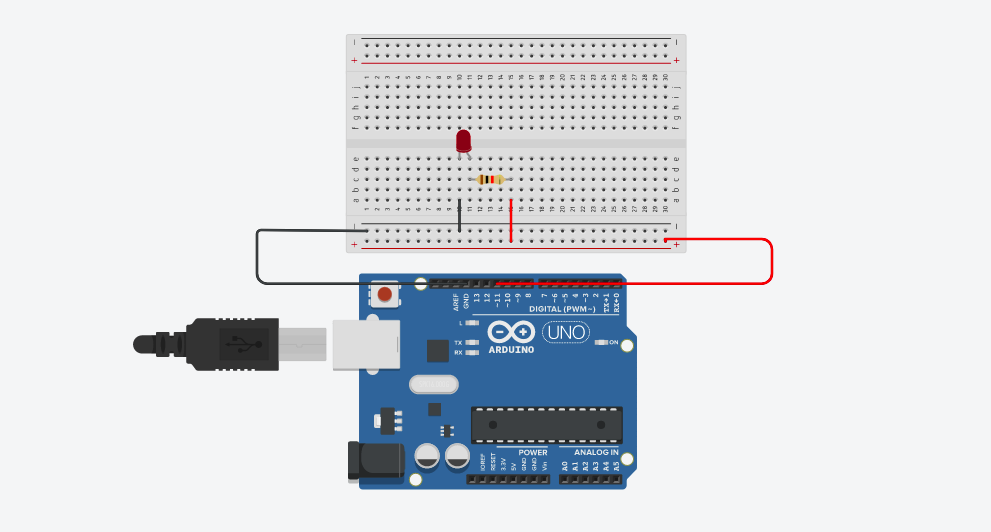 − −
+ +
1 2 3 4 5 6 7 8 9 10 11 12 13 14 15 16 17 18 19 20 21 22 23 24 25 26 27 28 29 30
j j
i i
h h
g g
f f
e e
d d
c c
b b
a a
1 2 3 4 5 6 7 8 9 10 11 12 13 14 15 16 17 18 19 20 21 22 23 24 25 26 27 28 29 30
− −
+ +
AREF GND 13 12 ~11 ~10 ~9 8 7 ~6 ~5 4 ~3 2 TX→1 RX←0
DIGITAL (PWM~)
L
TX
RX
UNO
ON
ARDUINO
POWER ANALOG IN
IOREF RESET 3.3V 5V GND GND Vin A0 A1 A2 A3 A4 A5